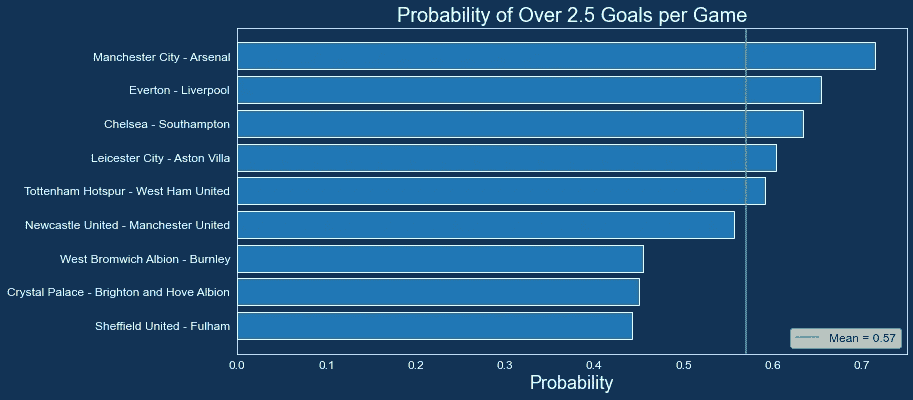 Probability of Over 2.5 Goals per Game
Manchester City - Arsenal
Everton - Liverpool
Chelsea - Southampton
Leicester City - Aston Villa
Tottenham Hotspur - West Ham United
Newcastle United - Manchester United
West Bromwich Albion - Burnley
Crystal Palace - Brighton and Hove Albion
Sheffield United - Fulham
Mean = 0.57
0.0 0.1 0.2 0.3 0.4 0.5 0.6 0.7
Probability